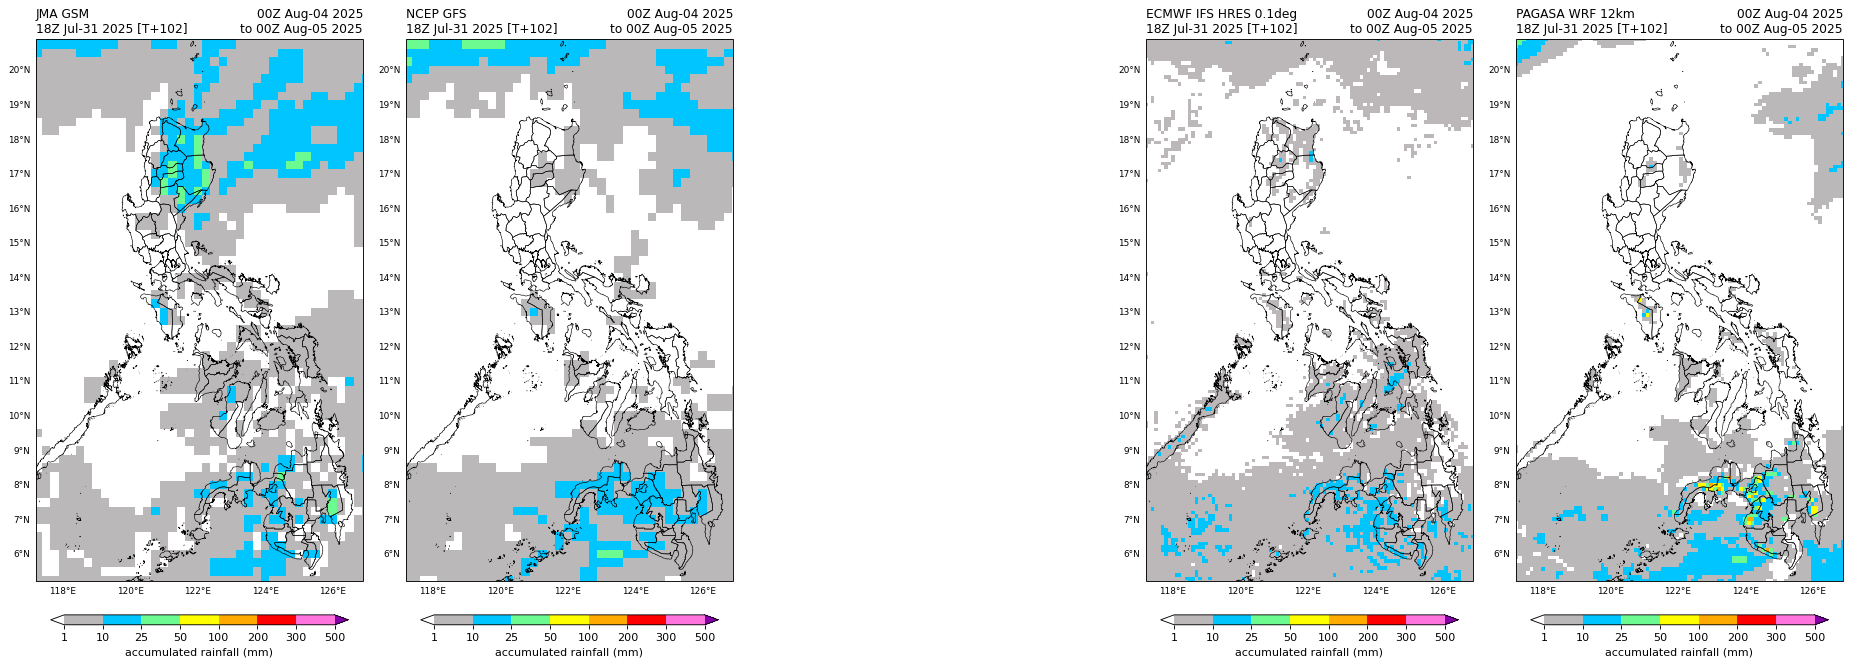 JMA GSM 00Z Aug-04 2025
18Z Jul-31 2025 [T+102] to 00Z Aug-05 2025
20°N
19°N
18°N
17°N
16°N
15°N
14°N
13°N
12°N
11°N
10°N
9°N
8°N
7°N
6°N
118°E 120°E 122°E 124°E 126°E
1 10 25 50 100 200 300 500
accumulated rainfall (mm)
NCEP GFS 00Z Aug-04 2025
18Z Jul-31 2025 [T+102] to 00Z Aug-05 2025
20°N
19°N
18°N
17°N
16°N
15°N
14°N
13°N
12°N
11°N
10°N
9°N
8°N
7°N
6°N
118°E 120°E 122°E 124°E 126°E
1 10 25 50 100 200 300 500
accumulated rainfall (mm)
ECMWF IFS HRES 0.1deg 00Z Aug-04 2025
18Z Jul-31 2025 [T+102] to 00Z Aug-05 2025
20°N
19°N
18°N
17°N
16°N
15°N
14°N
13°N
12°N
11°N
10°N
9°N
8°N
7°N
6°N
118°E 120°E 122°E 124°E 126°E
1 10 25 50 100 200 300 500
accumulated rainfall (mm)
PAGASA WRF 12km 00Z Aug-04 2025
18Z Jul-31 2025 [T+102] to 00Z Aug-05 2025
20°N
19°N
18°N
17°N
16°N
15°N
14°N
13°N
12°N
11°N
10°N
9°N
8°N
7°N
6°N
118°E 120°E 122°E 124°E 126°E
1 10 25 50 100 200 300 500
accumulated rainfall (mm)